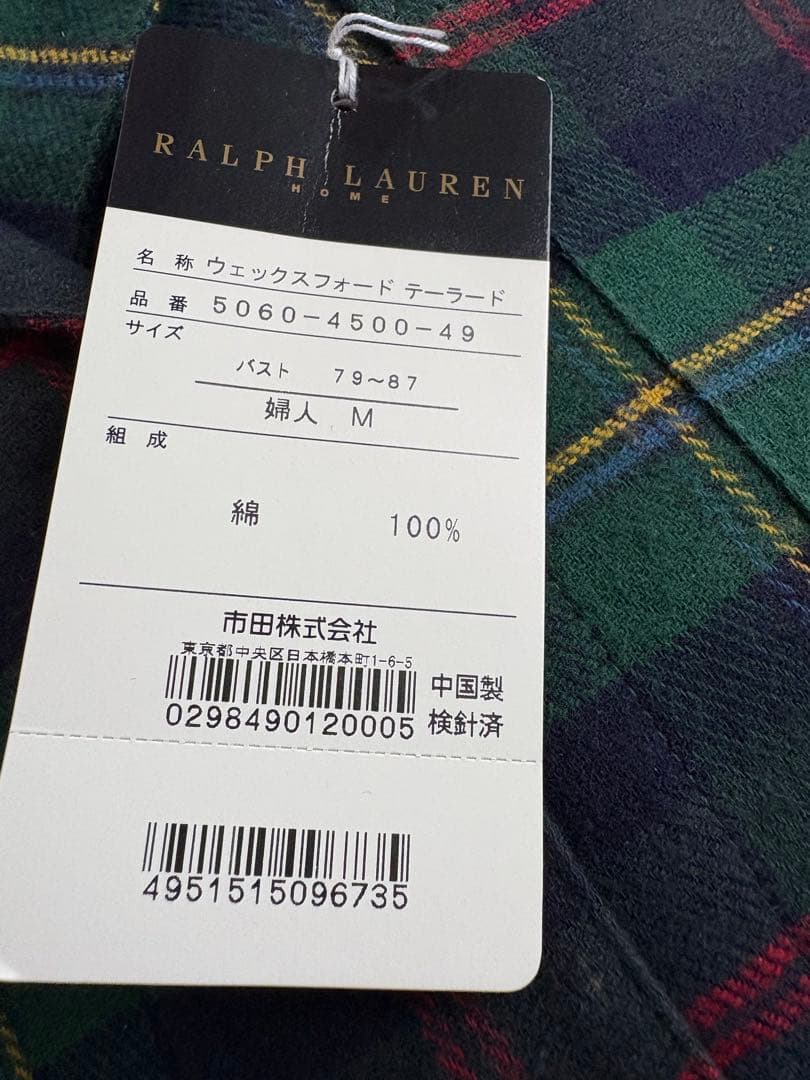 RALPH LAUREN
HOME
名 称 ウェックスフォード テーラード
品 番 5060-4500-49
サイズ
バスト 79～87
婦人 M
組 成
綿 100%
市田株式会社
東京都中央区日本橋本町1-6-5
中国製
0298490120005 検針済
4951515096735